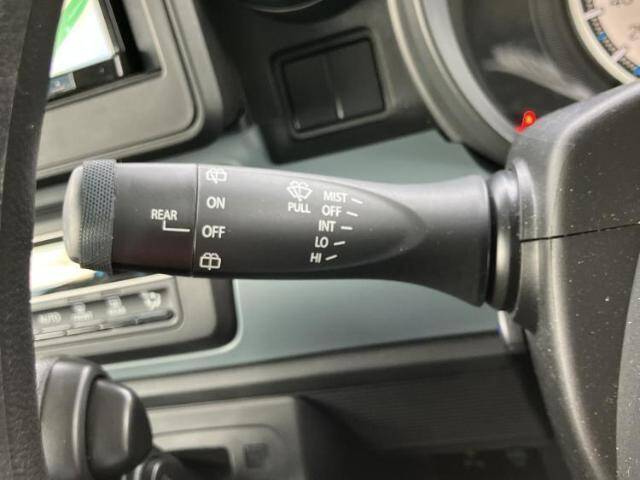 ON
REAR
OFF
PULL
MIST
OFF
INT
LO
HI
AUTO